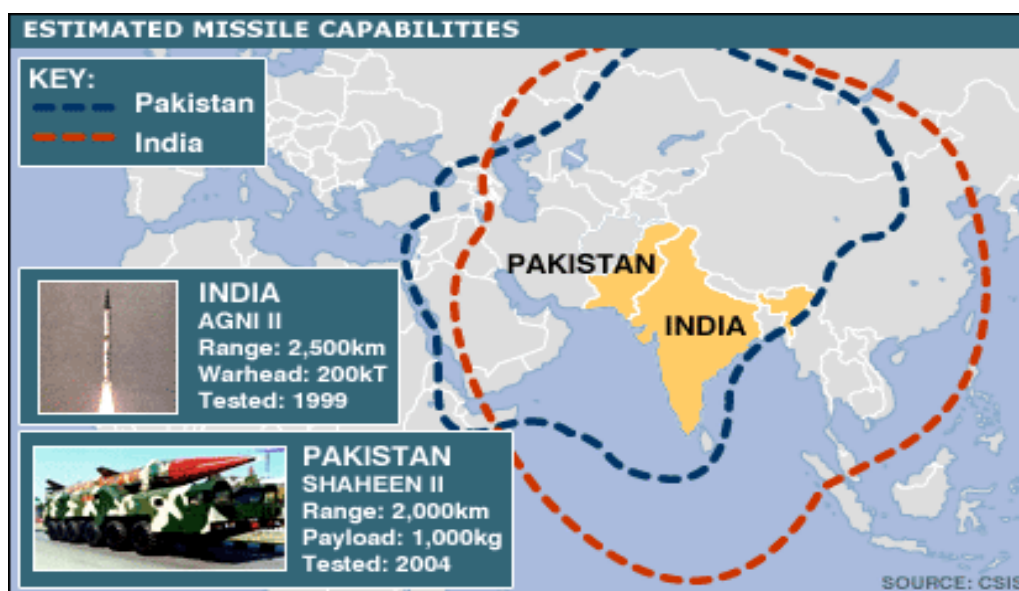 ESTIMATED MISSILE CAPABILITIES
KEY:
Pakistan
India
PAKISTAN
INDIA
INDIA
AGNI II
Range: 2,500km
Warhead: 200kT
Tested: 1999
PAKISTAN
SHAHEEN II
Range: 2,000km
Payload: 1,000kg
Tested: 2004
SOURCE: CSIS